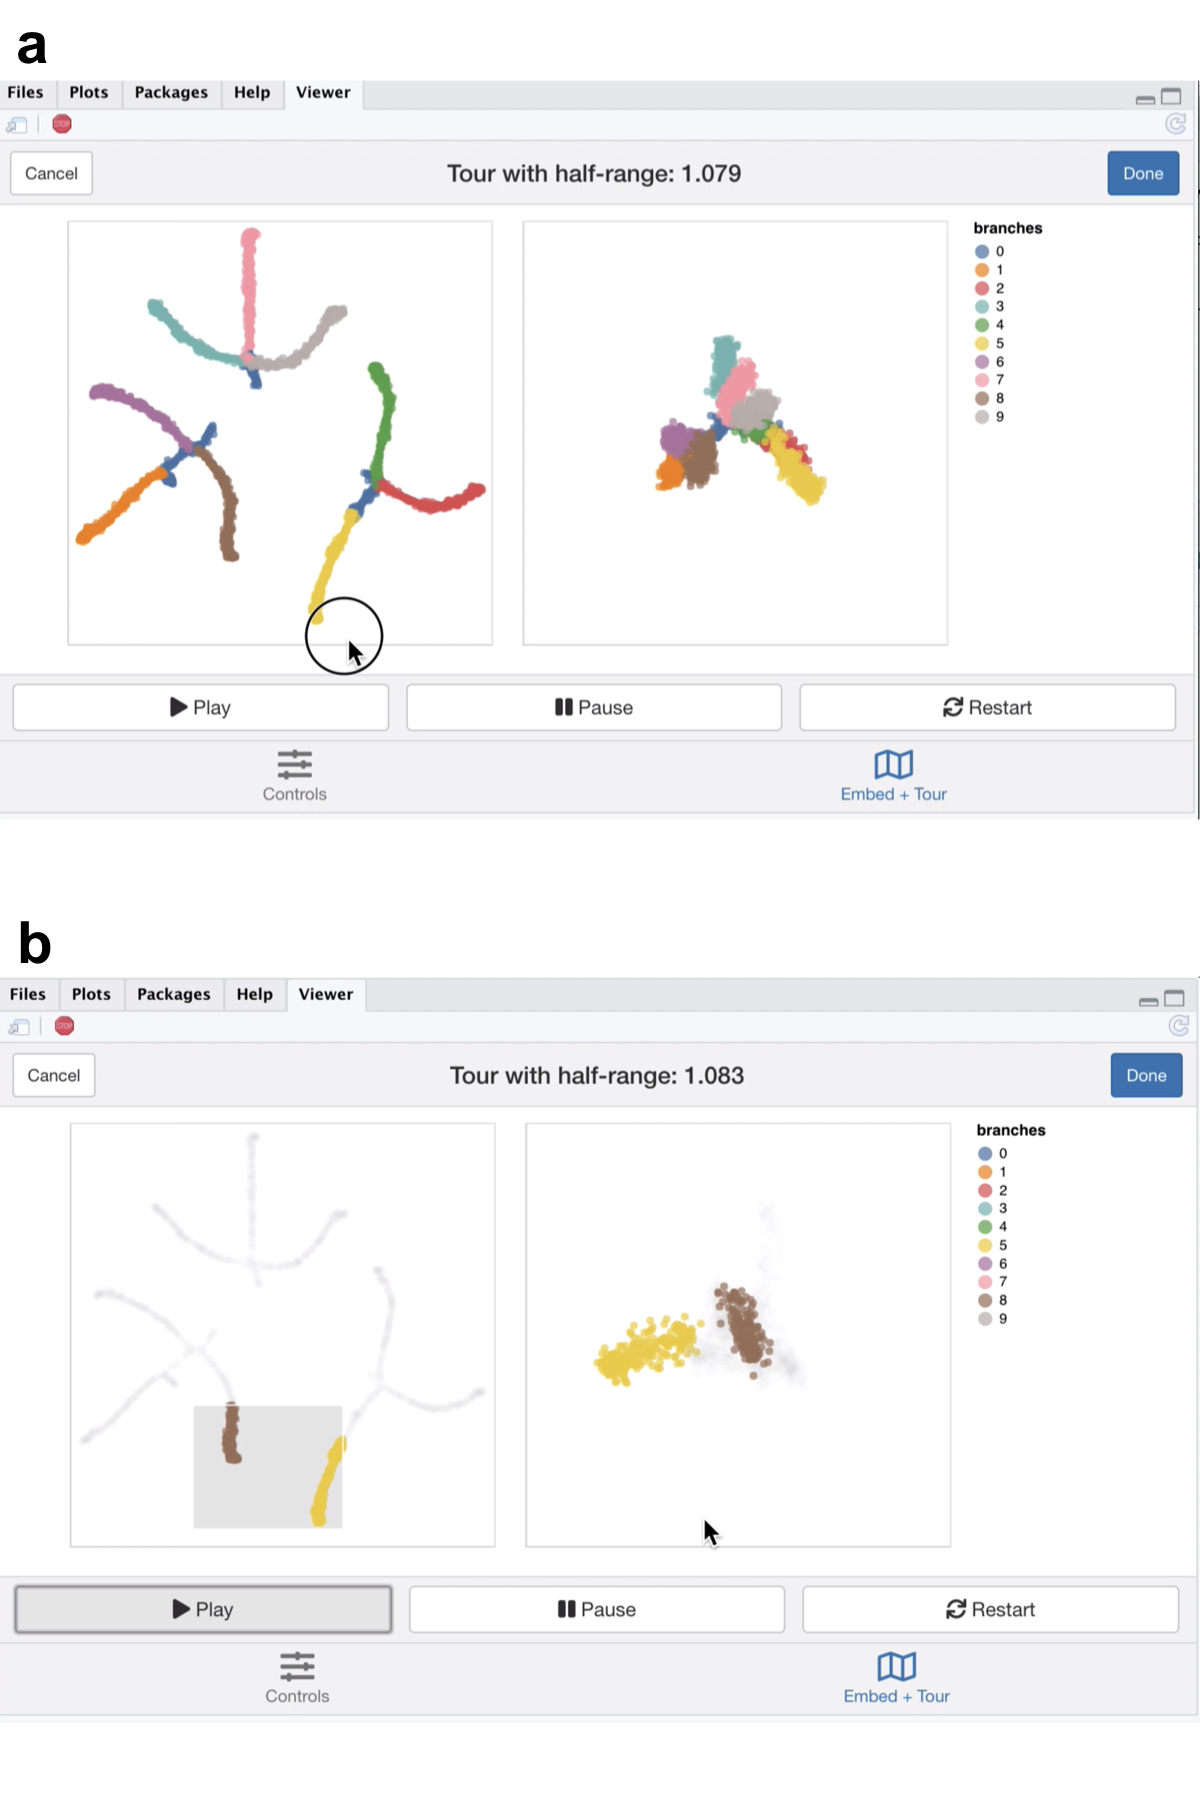 a
Files Plots Packages Help Viewer
STOP
Cancel Tour with half-range: 1.079 Done
branches
0
1
2
3
4
5
6
7
8
9
Play Pause Restart
Controls Embed + Tour
b
Files Plots Packages Help Viewer
STOP
Cancel Tour with half-range: 1.083 Done
branches
0
1
2
3
4
5
6
7
8
9
Play Pause Restart
Controls Embed + Tour